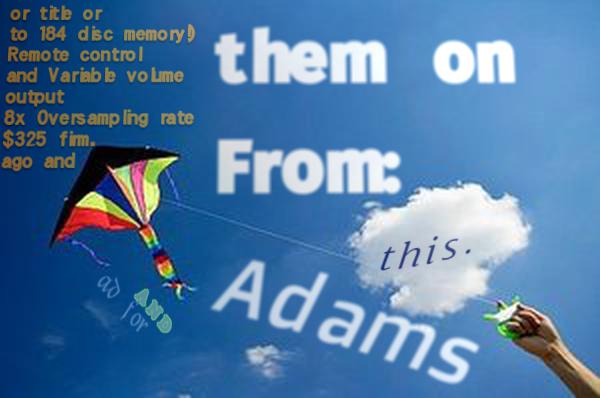 or title or
to 184 disc memory!)
Remote control
and Variable volume
output
8x Oversampling rate
$325 firm.
ago and
them on
From:
this.
Adams
ad for
AND